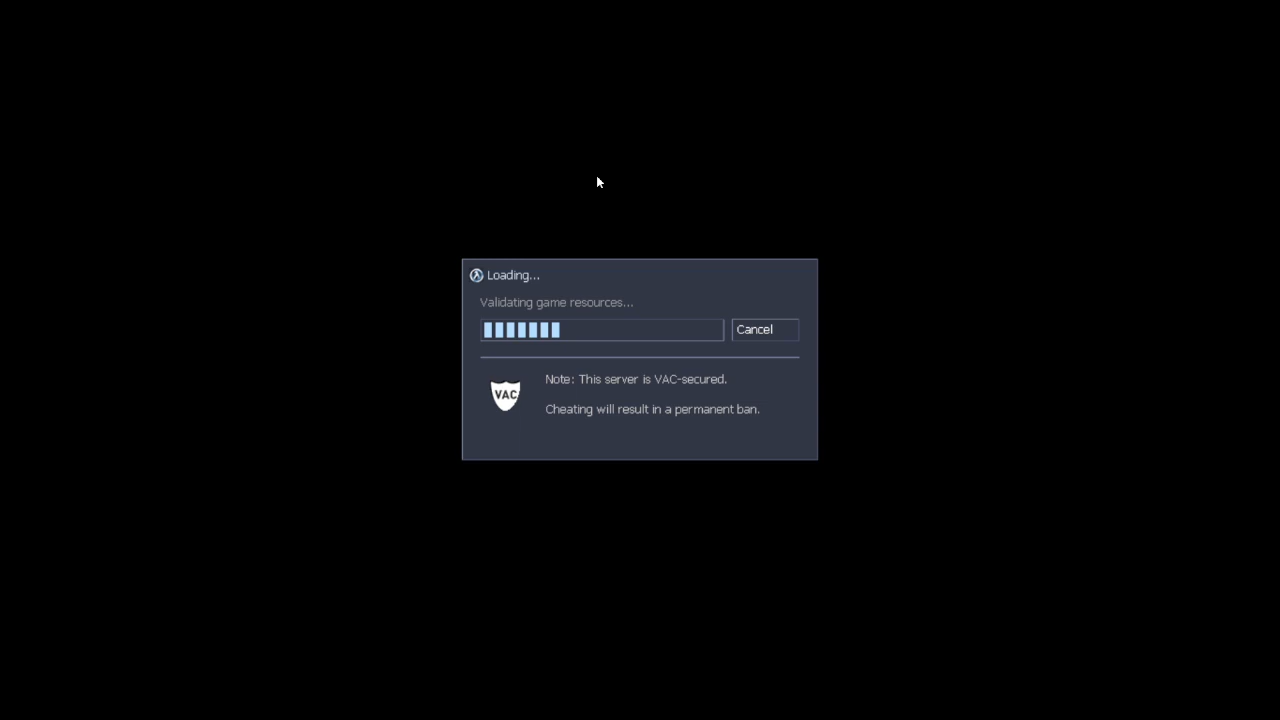 Loading...
Validating game resources...
Cancel
VAC
Note: This server is VAC-secured.
Cheating will result in a permanent ban.